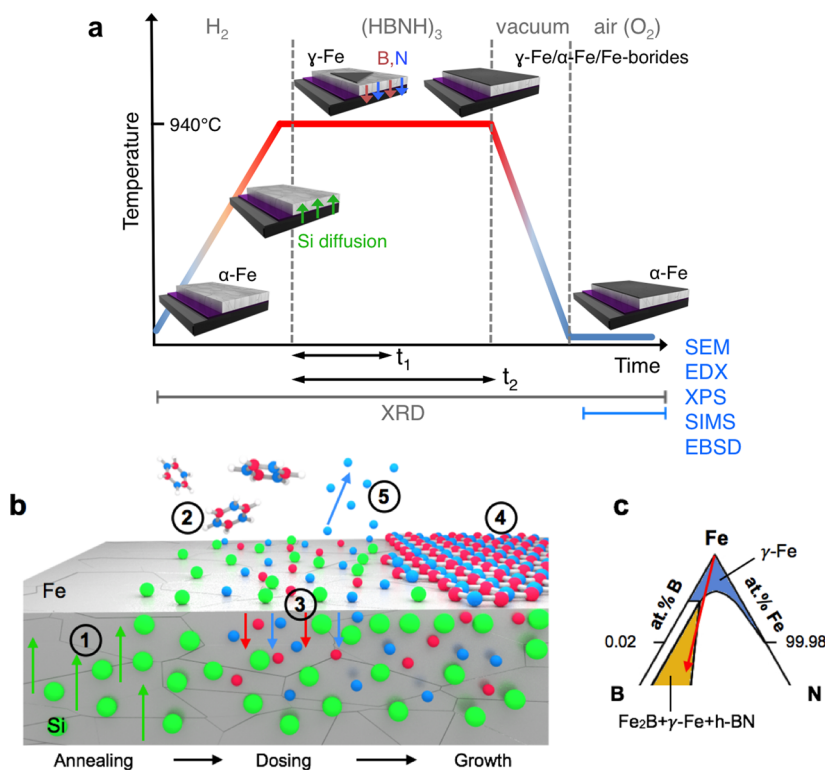 a
H₂ (HBNH)₃ vacuum air (O₂)
γ-Fe B,N γ-Fe/α-Fe/Fe-borides
940°C
Temperature
Si diffusion
α-Fe α-Fe
t₁
t₂ Time
XRD
SEM
EDX
XPS
SIMS
EBSD
b
2 5 4
Fe
3
1
Si
Annealing Dosing Growth
c
Fe
γ-Fe
at.% B at.% Fe
0.02 99.98
B N
Fe₂B+γ-Fe+h-BN